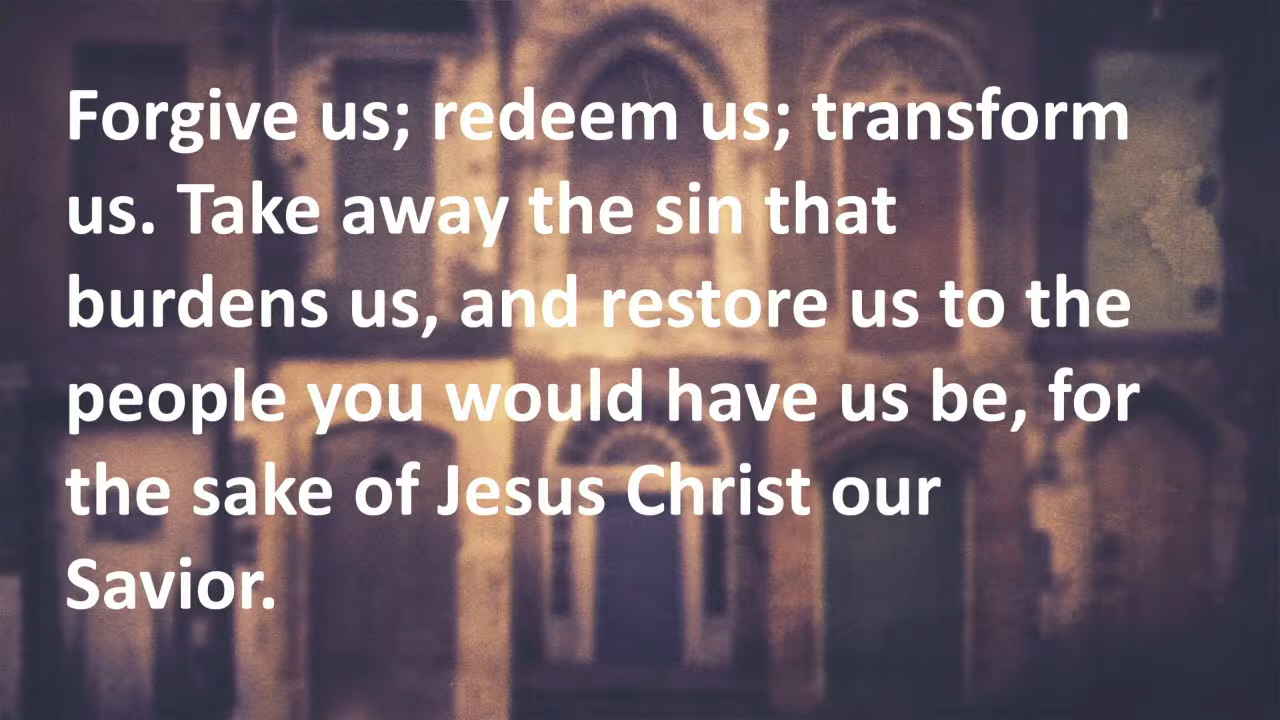 Forgive us; redeem us; transform
us. Take away the sin that
burdens us, and restore us to the
people you would have us be, for
the sake of Jesus Christ our
Savior.